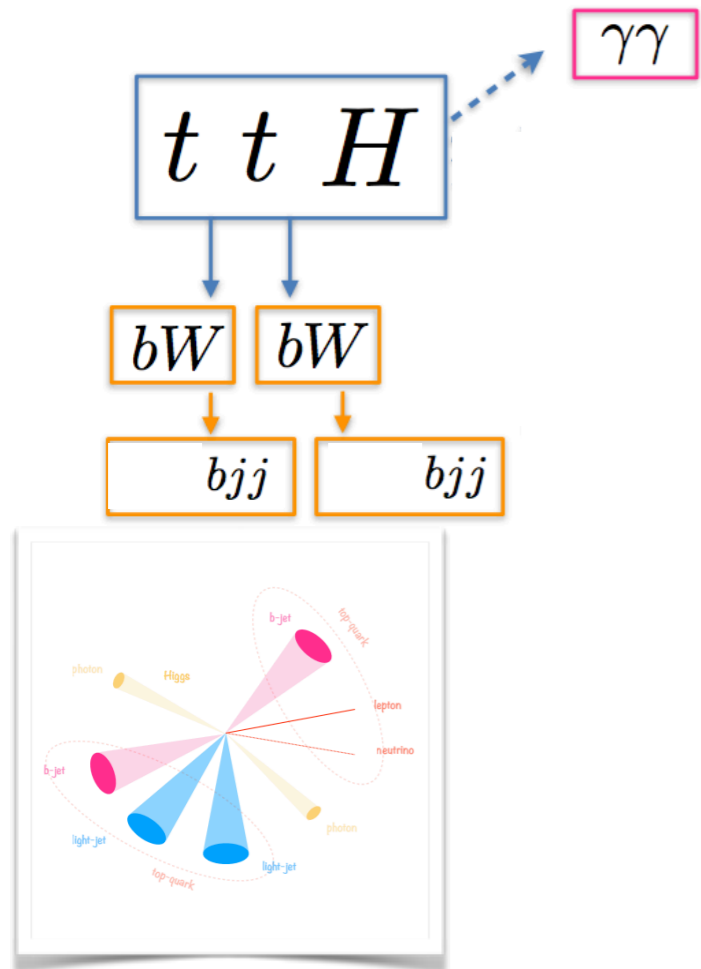 γγ
t t H
bW bW
bjj bjj
b-jet
top-quark
photon
Higgs
lepton
neutrino
b-jet
light-jet
photon
light-jet
top-quark